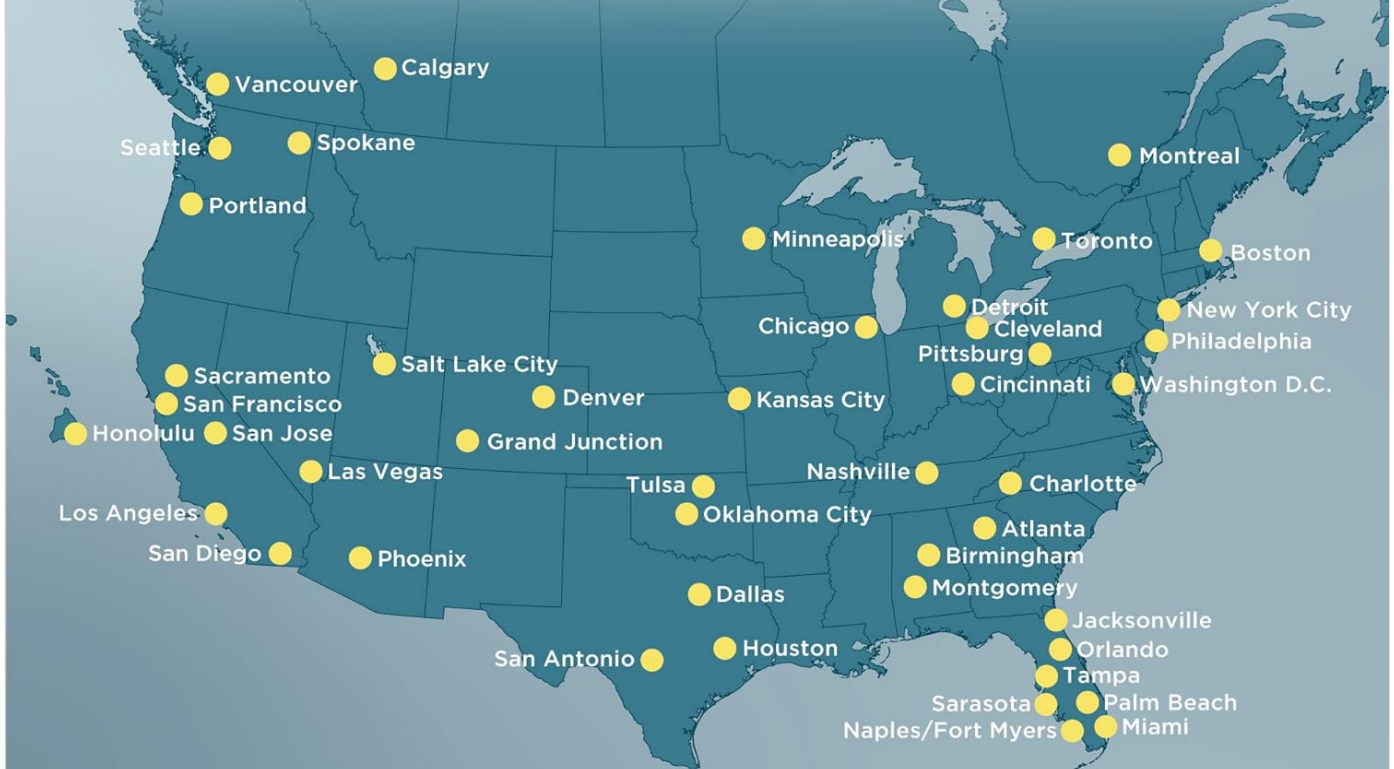 Calgary
Vancouver
Spokane
Seattle
Montreal
Portland
Minneapolis
Toronto
Boston
Detroit
New York City
Chicago
Cleveland
Philadelphia
Pittsburg
Salt Lake City
Sacramento
Cincinnati
Washington D.C.
Denver
Kansas City
San Francisco
Honolulu
San Jose
Grand Junction
Las Vegas
Nashville
Charlotte
Tulsa
Los Angeles
Oklahoma City
Atlanta
San Diego
Phoenix
Birmingham
Montgomery
Dallas
Jacksonville
Houston
Orlando
San Antonio
Tampa
Sarasota
Palm Beach
Naples/Fort Myers
Miami